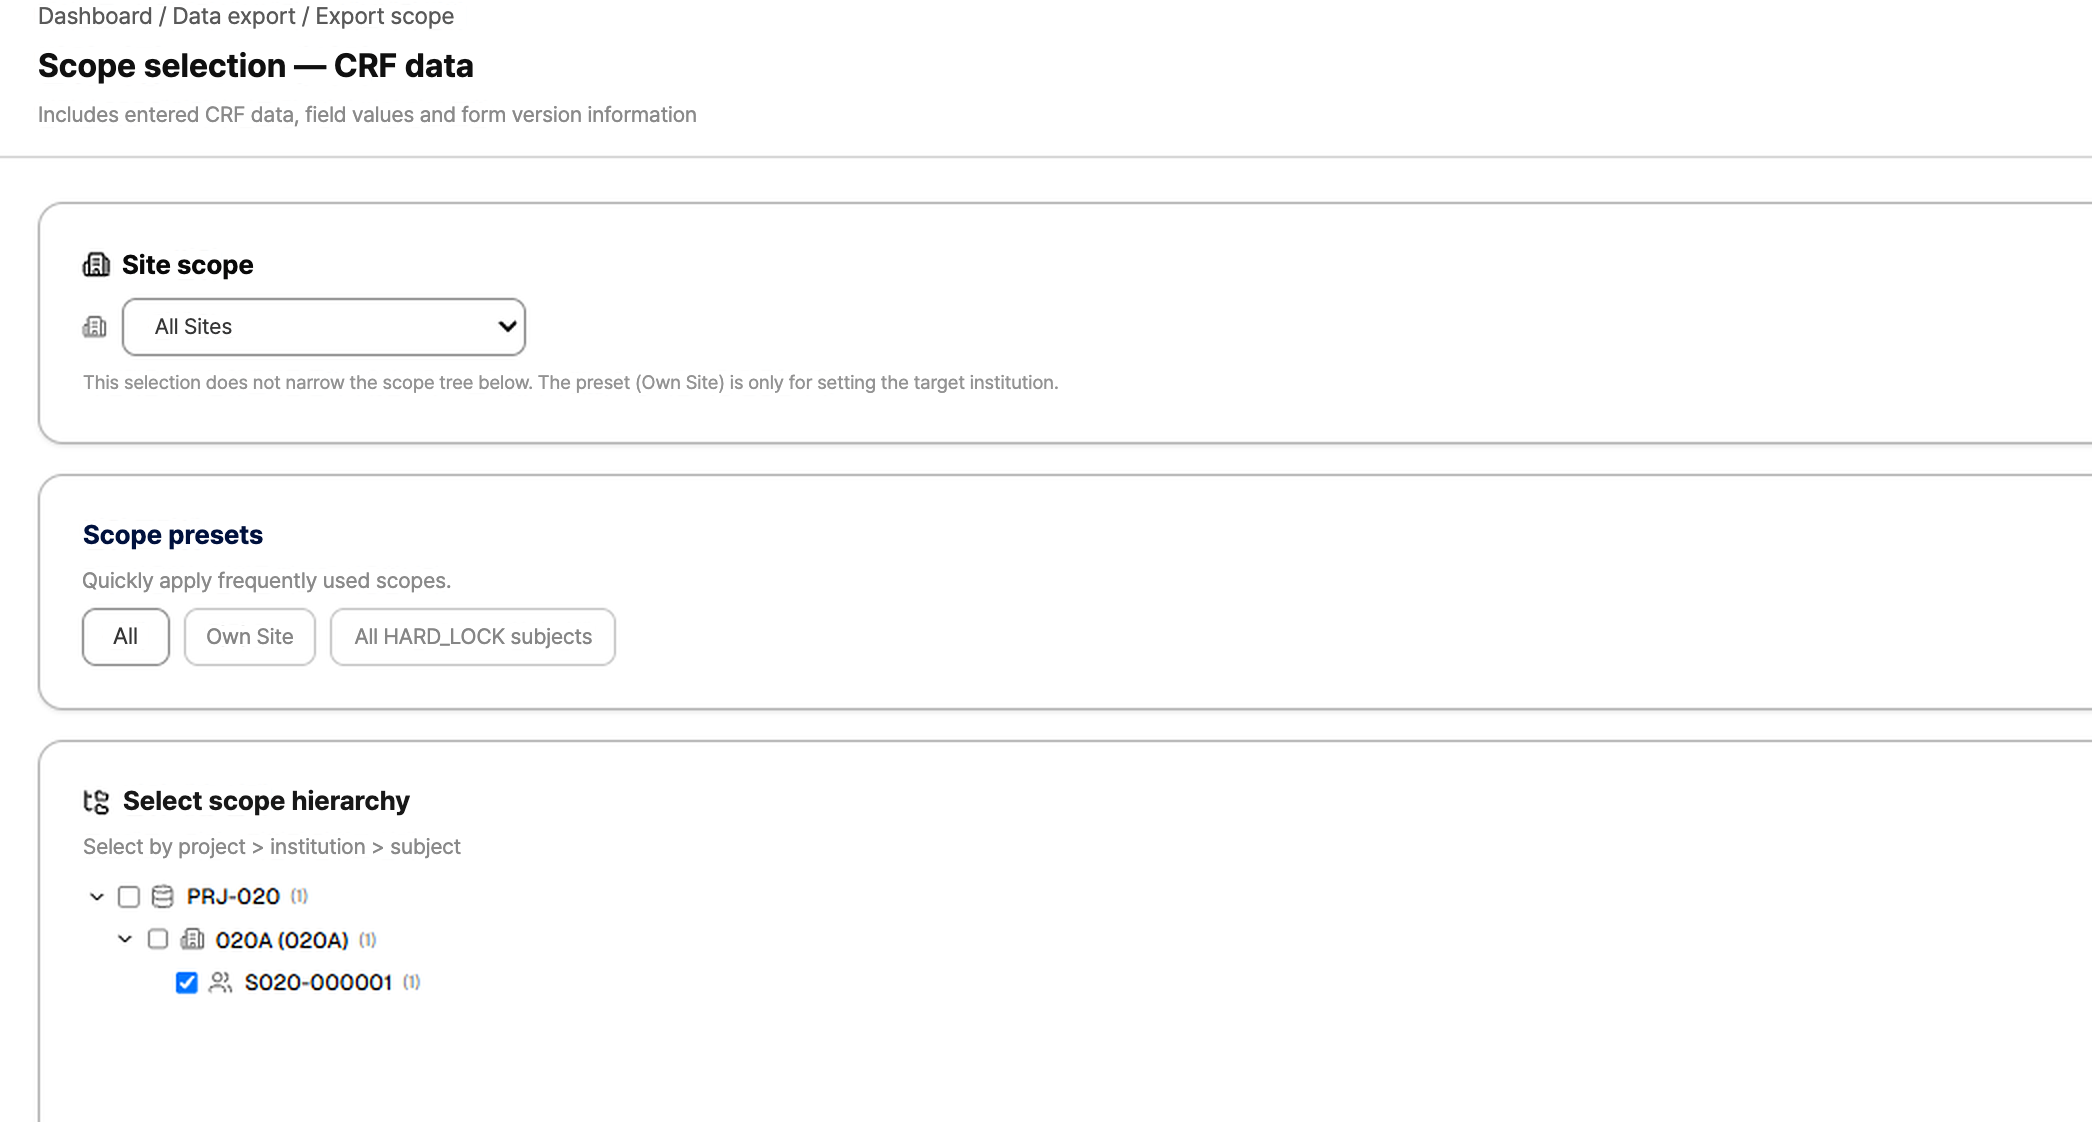 Dashboard / Data export / Export scope
Scope selection — CRF data
Includes entered CRF data, field values and form version information
Site scope
All Sites
This selection does not narrow the scope tree below. The preset (Own Site) is only for setting the target institution.
Scope presets
Quickly apply frequently used scopes.
All Own Site All HARD_LOCK subjects
Select scope hierarchy
Select by project > institution > subject
PRJ-020 (1)
020A (020A) (1)
S020-000001 (1)